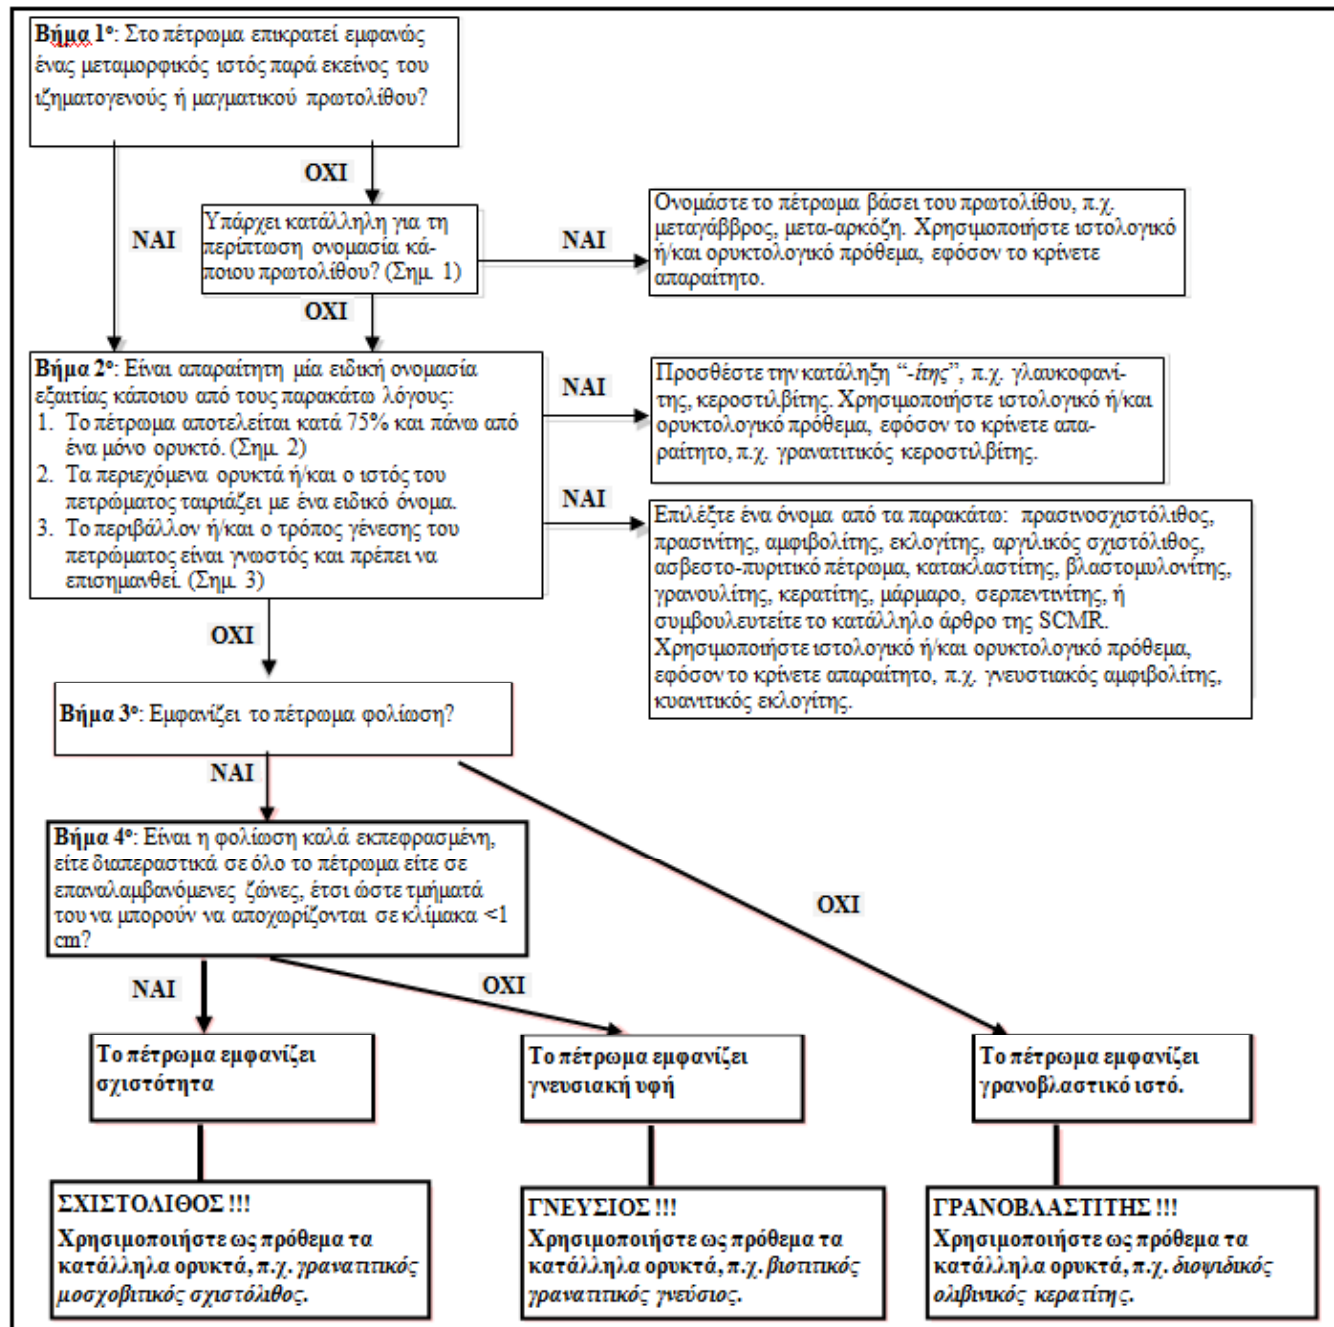 Βήμα 1ο: Στο πέτρωμα επικρατεί εμφανώς
ένας μεταμορφικός ιστός παρά εκείνος του
ιζηματογενούς ή μαγματικού πρωτολίθου?
ΟΧΙ
ΝΑΙ
Υπάρχει κατάλληλη για τη
περίπτωση ονομασία κά-
ποιου πρωτολίθου? (Σημ. 1)
ΝΑΙ
Ονομάστε το πέτρωμα βάσει του πρωτολίθου, π.χ.
μεταγάββρος, μετα-αρκόζη. Χρησιμοποιήστε ιστολογικό
ή/και ορυκτολογικό πρόθεμα, εφόσον το κρίνετε
απαραίτητο.
ΟΧΙ
Βήμα 2ο: Είναι απαραίτητη μία ειδική ονομασία
εξαιτίας κάποιου από τους παρακάτω λόγους:
1. Το πέτρωμα αποτελείται κατά 75% και πάνω από
ένα μόνο ορυκτό. (Σημ. 2)
2. Τα περιεχόμενα ορυκτά ή/και ο ιστός του
πετρώματος ταιριάζει με ένα ειδικό όνομα.
3. Το περιβάλλον ή/και ο τρόπος γένεσης του
πετρώματος είναι γνωστός και πρέπει να
επισημανθεί. (Σημ. 3)
ΝΑΙ
Προσθέστε την κατάληξη “-ίτης”, π.χ. γλαυκοφανί-
της, κεροστιλβίτης. Χρησιμοποιήστε ιστολογικό ή/και
ορυκτολογικό πρόθεμα, εφόσον το κρίνετε απα-
ραίτητο, π.χ. γρανατιτικός κεροστιλβίτης.
ΝΑΙ
Επιλέξτε ένα όνομα από τα παρακάτω: πρασινοσχιστόλιθος,
πρασινίτης, αμφιβολίτης, εκλογίτης, αργιλικός σχιστόλιθος,
ασβεστο-πυριτικό πέτρωμα, κατακλαστίτης, βλαστομυλονίτης,
γρανουλίτης, κερατίτης, μάρμαρο, σερπεντινίτης, ή
συμβουλευτείτε το κατάλληλο άρθρο της SCMR.
Χρησιμοποιήστε ιστολογικό ή/και ορυκτολογικό πρόθεμα,
εφόσον το κρίνετε απαραίτητο, π.χ. γνευστιακός αμφιβολίτης,
κυανιτικός εκλογίτης.
ΟΧΙ
Βήμα 3ο: Εμφανίζει το πέτρωμα φολίωση?
ΝΑΙ
Βήμα 4ο: Είναι η φολίωση καλά εκπεφρασμένη,
είτε διαπεραστικά σε όλο το πέτρωμα είτε σε
επαναλαμβανόμενες ζώνες, έτσι ώστε τμήματά
του να μπορούν να αποχωρίζονται σε κλίμακα <1
cm?
ΟΧΙ
ΝΑΙ
ΟΧΙ
Το πέτρωμα εμφανίζει
σχιστότητα
Το πέτρωμα εμφανίζει
γνευσιακή υφή
Το πέτρωμα εμφανίζει
γρανοβλαστικό ιστό.
ΣΧΙΣΤΟΛΙΘΟΣ !!!
Χρησιμοποιήστε ως πρόθεμα τα
κατάλληλα ορυκτά, π.χ. γρανατιτικός
μοσχοβιτικός σχιστόλιθος.
ΓΝΕΥΣΙΟΣ !!!
Χρησιμοποιήστε ως πρόθεμα τα
κατάλληλα ορυκτά, π.χ. βιοτιτικός
γρανατιτικός γνεύσιος.
ΓΡΑΝΟΒΛΑΣΤΙΤΗΣ !!!
Χρησιμοποιήστε ως πρόθεμα τα
κατάλληλα ορυκτά, π.χ. διοψιδικός
ολιβινικός κερατίτης.